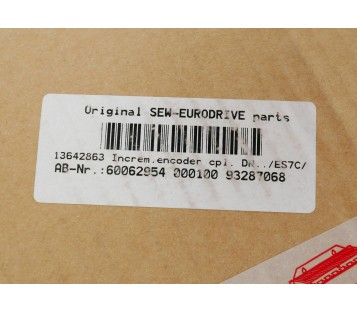 Original SEW-EURODRIVE parts
13642863 Increm.encoder cpl. DR../ES7C/
AB-Nr.:60062954 000100 93287068